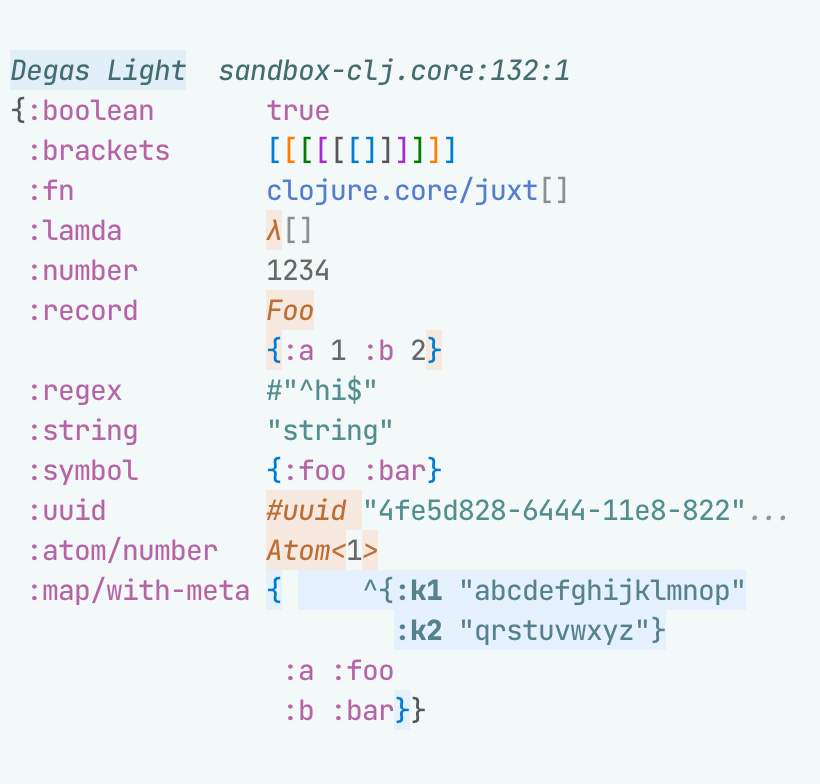 Degas Light  sandbox-clj.core:132:1
{:boolean       true
 :brackets      [[[[[[]]]]]]
 :fn            clojure.core/juxt[]
 :lamda         λ[]
 :number        1234
 :record        Foo
                {:a 1 :b 2}
 :regex         #"^hi$"
 :string        "string"
 :symbol        {:foo :bar}
 :uuid          #uuid "4fe5d828-6444-11e8-822"...
 :atom/number   Atom<1>
 :map/with-meta {     ^{:k1 "abcdefghijklmnop"
                        :k2 "qrstuvwxyz"}
                 :a :foo
                 :b :bar}}